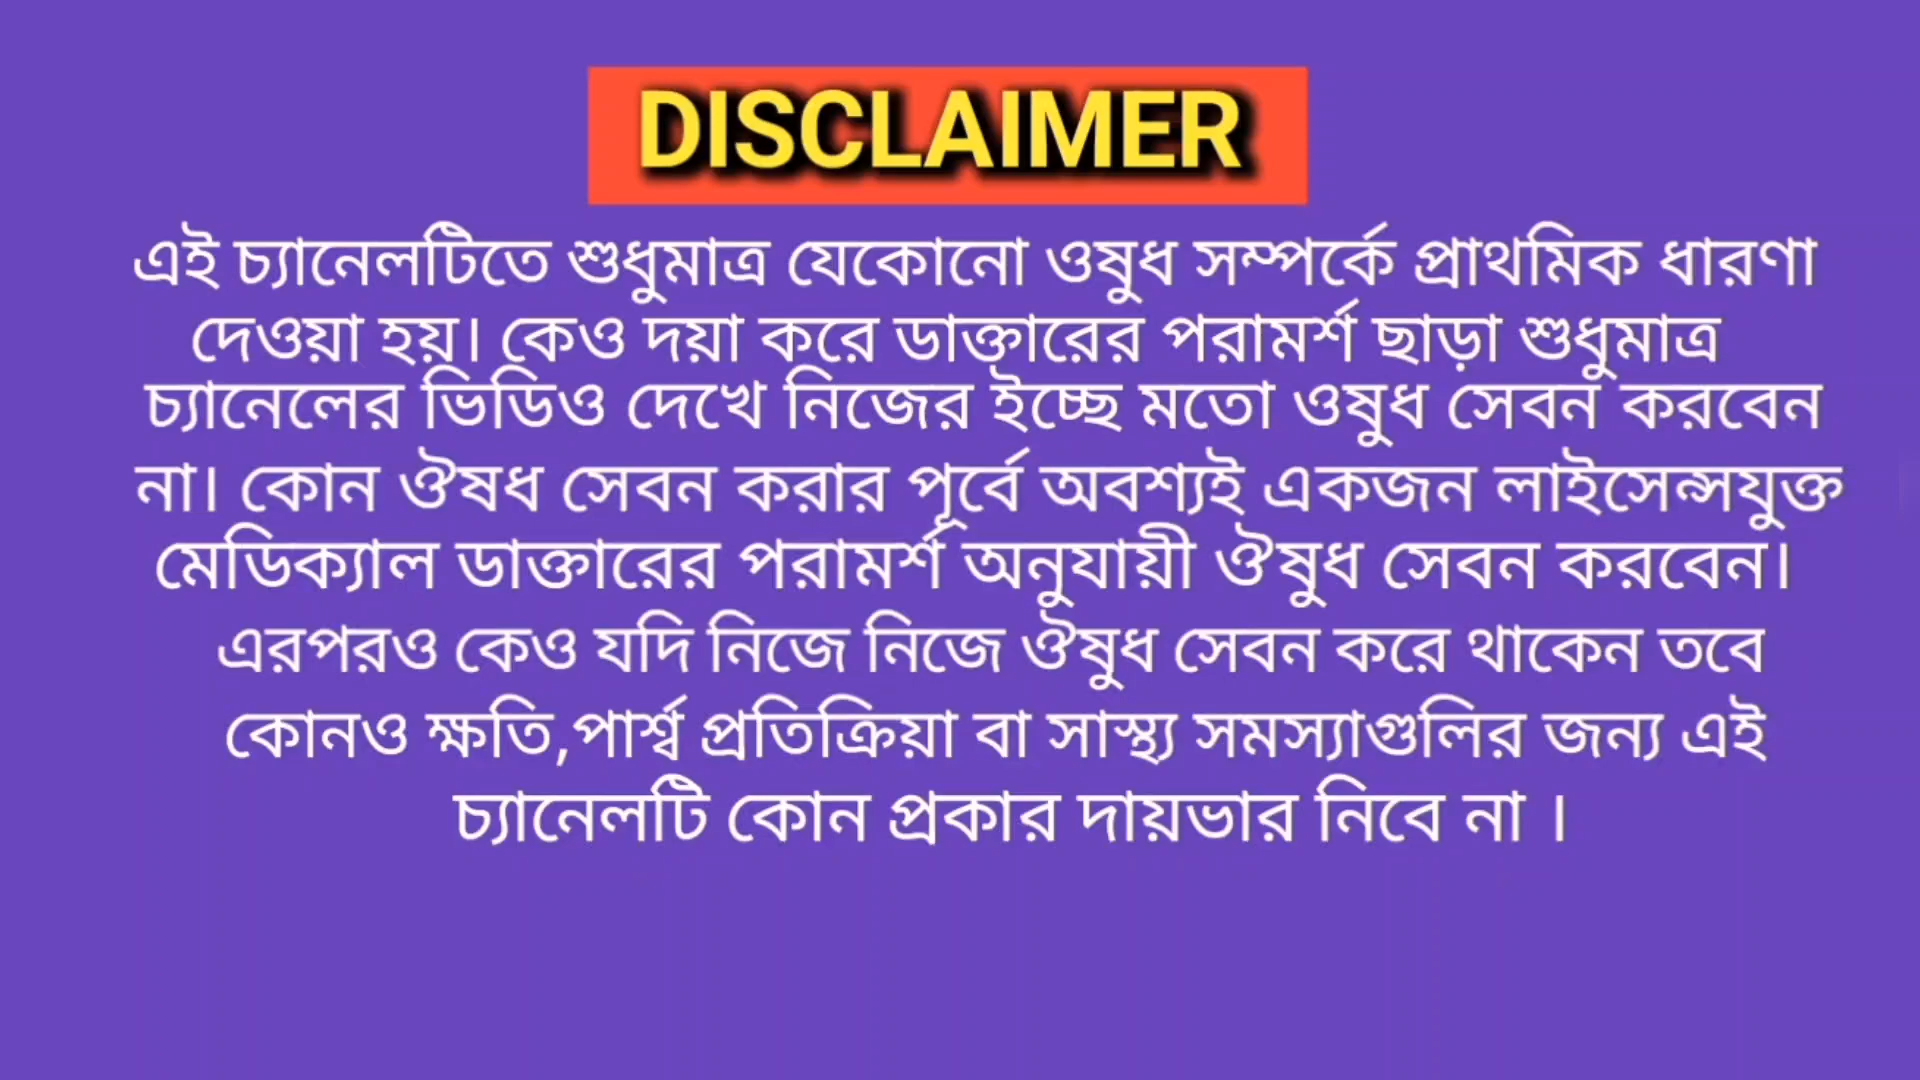 DISCLAIMER
এই চ্যানেলটিতে শুধুমাত্র যেকোনো ওষুধ সম্পর্কে প্রাথমিক ধারণা
দেওয়া হয়। কেও দয়া করে ডাক্তারের পরামর্শ ছাড়া শুধুমাত্র
চ্যানেলের ভিডিও দেখে নিজের ইচ্ছে মতো ওষুধ সেবন করবেন
না। কোন ঔষধ সেবন করার পূর্বে অবশ্যই একজন লাইসেন্সযুক্ত
মেডিক্যাল ডাক্তারের পরামর্শ অনুযায়ী ঔষুধ সেবন করবেন।
এরপরও কেও যদি নিজে নিজে ঔষুধ সেবন করে থাকেন তবে
কোনও ক্ষতি,পার্শ্ব প্রতিক্রিয়া বা সাস্থ্য সমস্যাগুলির জন্য এই
চ্যানেলটি কোন প্রকার দায়ভার নিবে না ।